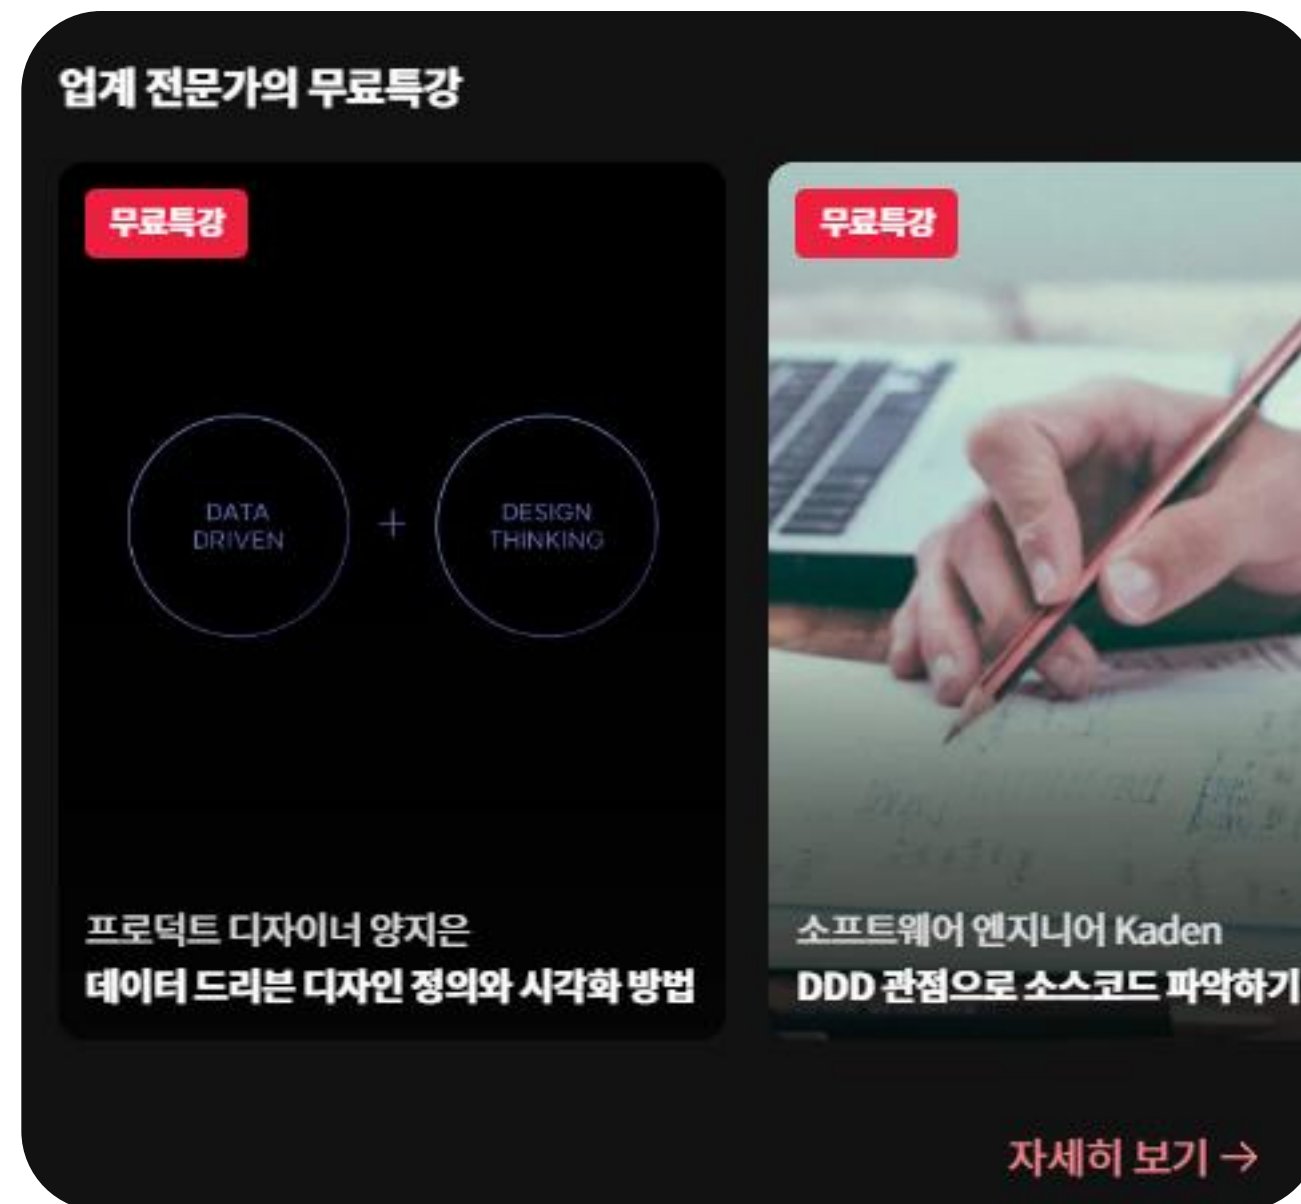 업계 전문가의 무료특강
무료특강
DATA
DRIVEN
+
DESIGN
THINKING
프로덕트 디자이너 양지은
데이터 드리븐 디자인 정의와 시각화 방법
무료특강
소프트웨어 엔지니어 Kaden
DDD 관점으로 소스코드 파악하기
자세히 보기 →